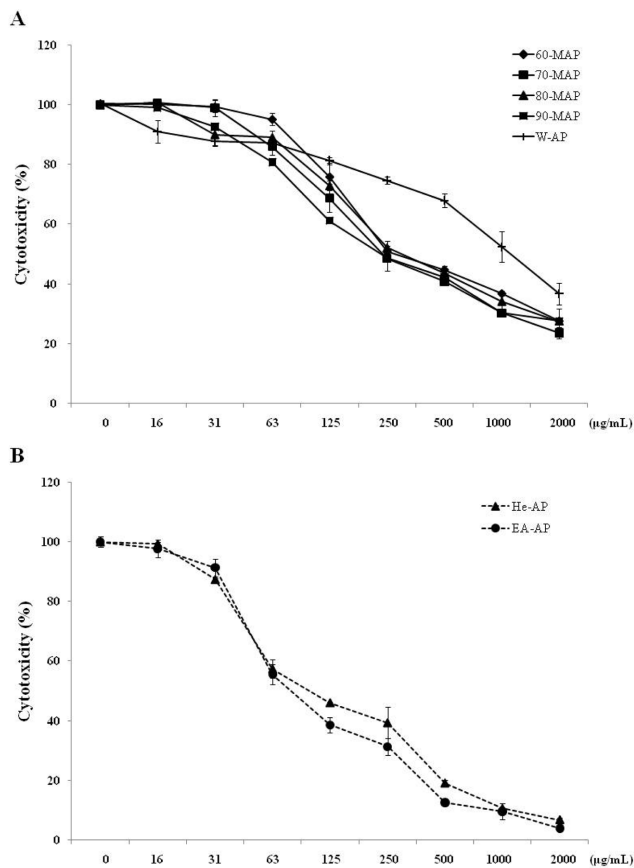 A
120
100
80
60
40
20
0
Cytotoxicity (%)
60-MAP
70-MAP
80-MAP
90-MAP
W-AP
0 16 31 63 125 250 500 1000 2000 (μg/mL)
B
120
100
80
60
40
20
0
Cytotoxicity (%)
He-AP
EA-AP
0 16 31 63 125 250 500 1000 2000 (μg/mL)